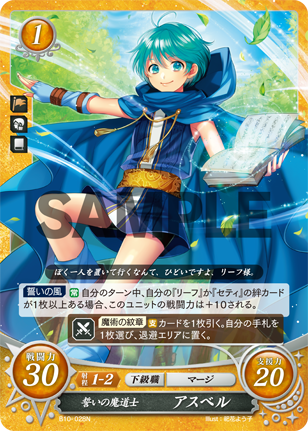 1
SAMPLE
ぼく一人を置いて行くなんて、ひどいですよ、リーフ様。
誓いの風 常 自分のターン中、自分の『リーフ』か『セティ』の絆カード
が1枚以上ある場合、このユニットの戦闘力は+10される。
魔術の紋章 支 カードを1枚引く。自分の手札を
1枚選び、退避エリアに置く。
戦闘力
30
射程 1-2 下級職 マージ
支援力
20
誓いの魔道士 アスベル
B10-028N